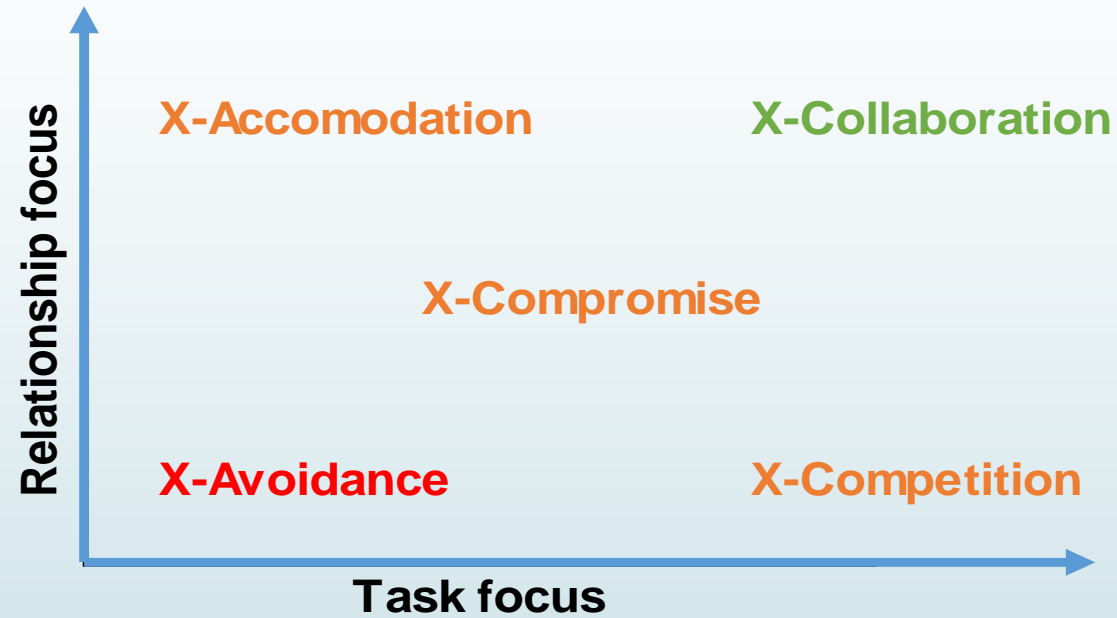 Relationship focus
X-Accomodation
X-Collaboration
X-Compromise
X-Avoidance
X-Competition
Task focus